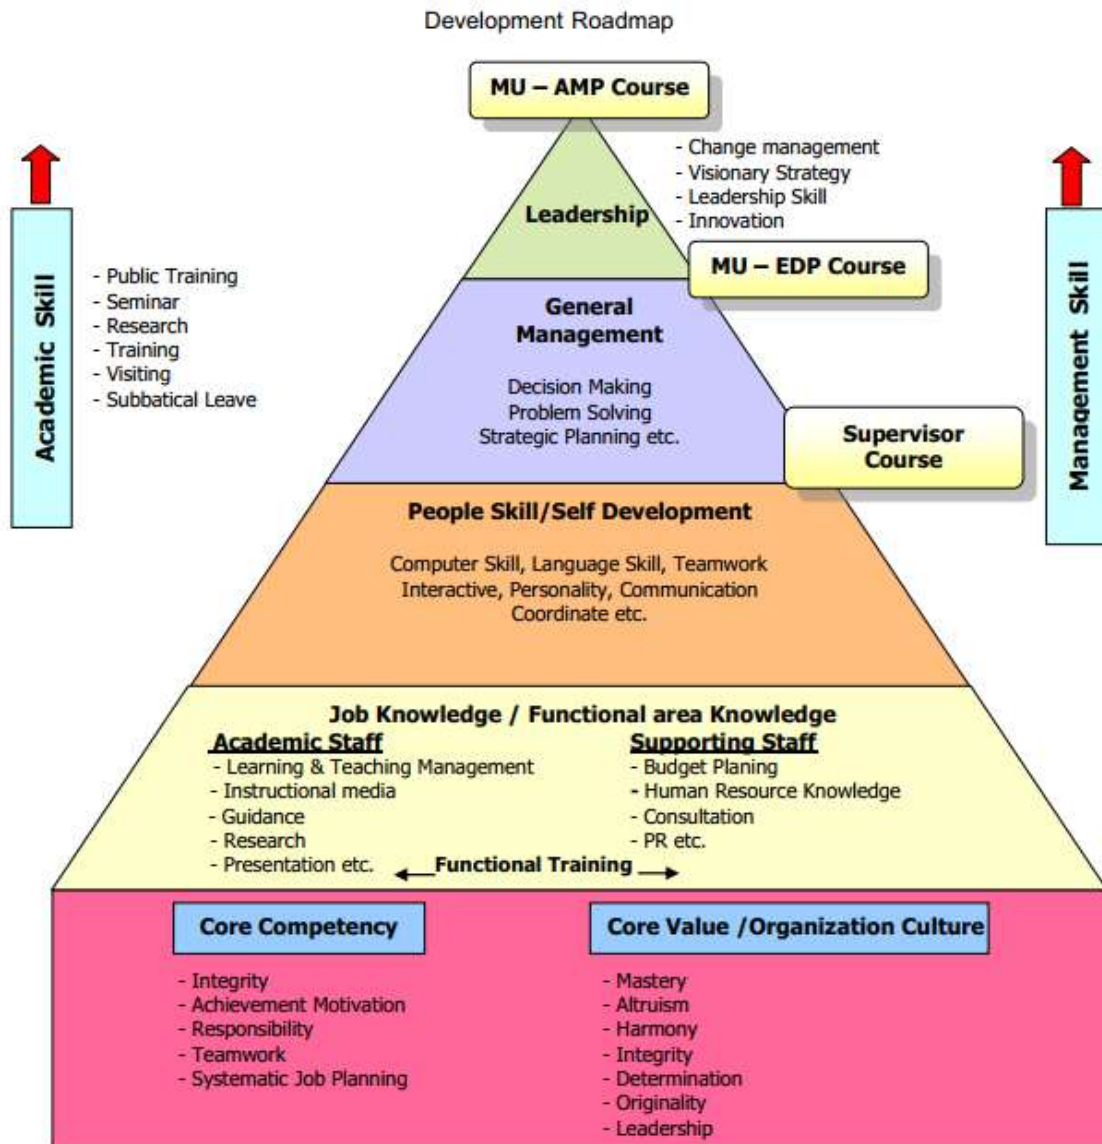 Development Roadmap
MU – AMP Course
- Change management
- Visionary Strategy
- Leadership Skill
- Innovation
Leadership
MU – EDP Course
Academic Skill
- Public Training
- Seminar
- Research
- Training
- Visiting
- Subbatical Leave
Management Skill
General
Management
Decision Making
Problem Solving
Strategic Planning etc.
Supervisor
Course
People Skill/Self Development
Computer Skill, Language Skill, Teamwork
Interactive, Personality, Communication
Coordinate etc.
Job Knowledge / Functional area Knowledge
Academic Staff
- Learning & Teaching Management
- Instructional media
- Guidance
- Research
- Presentation etc.
Supporting Staff
- Budget Planing
- Human Resource Knowledge
- Consultation
- PR etc.
Functional Training
Core Competency
- Integrity
- Achievement Motivation
- Responsibility
- Teamwork
- Systematic Job Planning
Core Value /Organization Culture
- Mastery
- Altruism
- Harmony
- Integrity
- Determination
- Originality
- Leadership